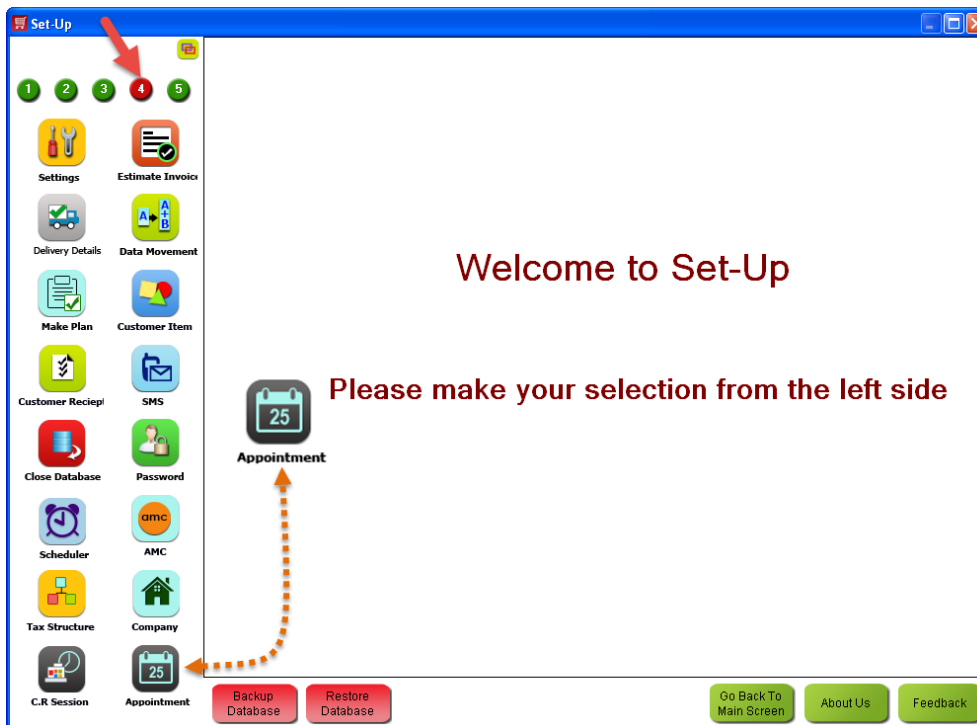 Set-Up
1 2 3 4 5
Settings
Estimate Invoice
Delivery Details
A
A
+
B
Data Movement
Make Plan
Customer Item
Customer Reciept
SMS
Close Database
Password
Scheduler
amc
AMC
Tax Structure
Company
C.R Session
25
Appointment
Welcome to Set-Up
Please make your selection from the left side
25
Appointment
Backup
Database
Restore
Database
Go Back To
Main Screen
About Us
Feedback